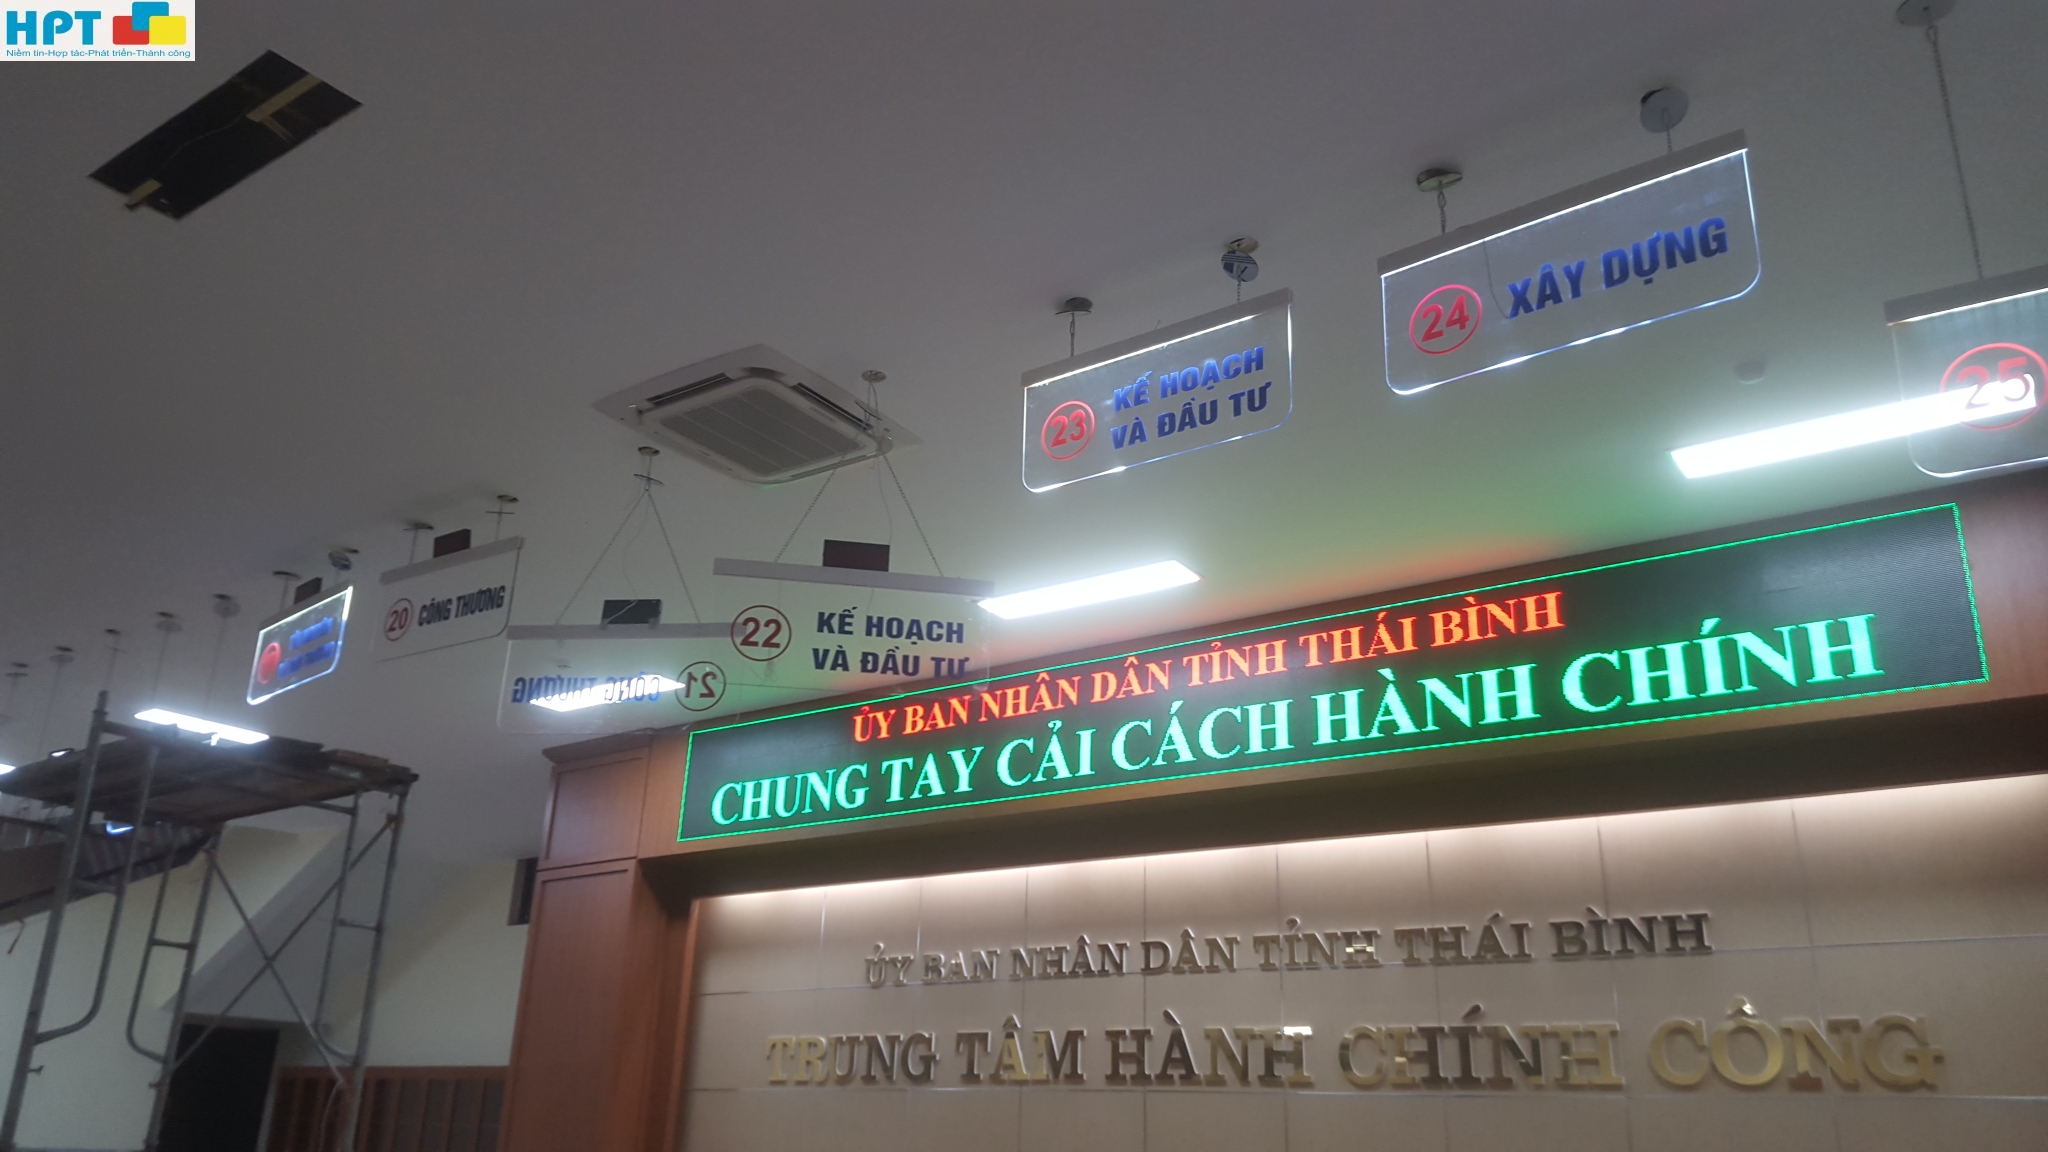 HPT
Niềm tin-Hợp tác-Phát triển-Thành công
24 XÂY DỰNG
23 KẾ HOẠCH
VÀ ĐẦU TƯ
25
20 CÔNG THƯƠNG
22 KẾ HOẠCH
VÀ ĐẦU TƯ
21 CÔNG THƯƠNG
ỦY BAN NHÂN DÂN TỈNH THÁI BÌNH
CHUNG TAY CẢI CÁCH HÀNH CHÍNH
ỦY BAN NHÂN DÂN TỈNH THÁI BÌNH
TRUNG TÂM HÀNH CHÍNH CÔNG